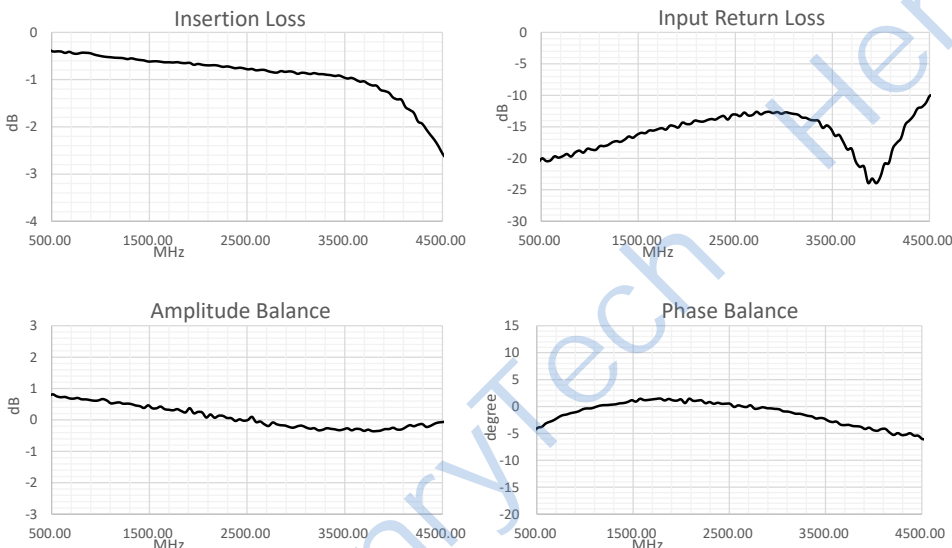 Insertion Loss
0
-1
-2
-3
-4
dB
500.00 1500.00 2500.00 3500.00 4500.00
MHz
Input Return Loss
0
-5
-10
-15
-20
-25
-30
dB
500.00 1500.00 2500.00 3500.00 4500.00
MHz
Amplitude Balance
3
2
1
0
-1
-2
-3
dB
500.00 1500.00 2500.00 3500.00 4500.00
MHz
Phase Balance
15
10
5
0
-5
-10
-15
-20
degree
500.00 1500.00 2500.00 3500.00 4500.00
MHz
nryTech
Her